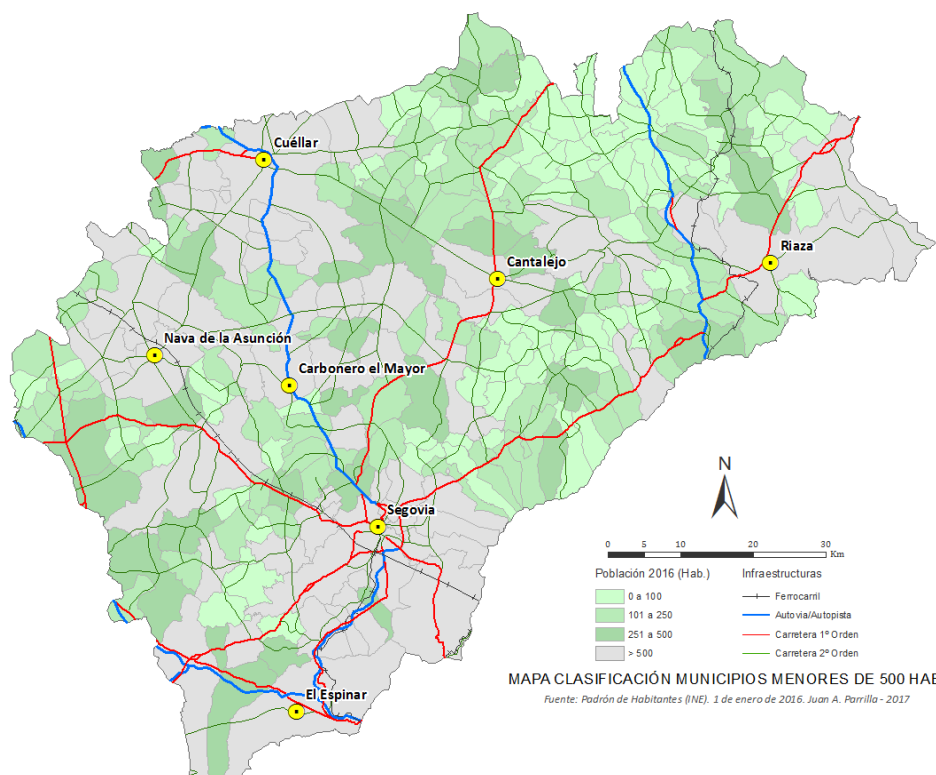 Cuéllar
Riaza
Cantalejo
Nava de la Asunción
Carbonero el Mayor
Segovia
El Espinar
N
0 5 10 20 30
Km
Población 2016 (Hab.)
0 a 100
101 a 250
251 a 500
> 500
Infraestructuras
Ferrocarril
Autovia/Autopista
Carretera 1º Orden
Carretera 2º Orden
MAPA CLASIFICACIÓN MUNICIPIOS MENORES DE 500 HAB
Fuente: Padrón de Habitantes (INE). 1 de enero de 2016. Juan A. Parrilla - 2017